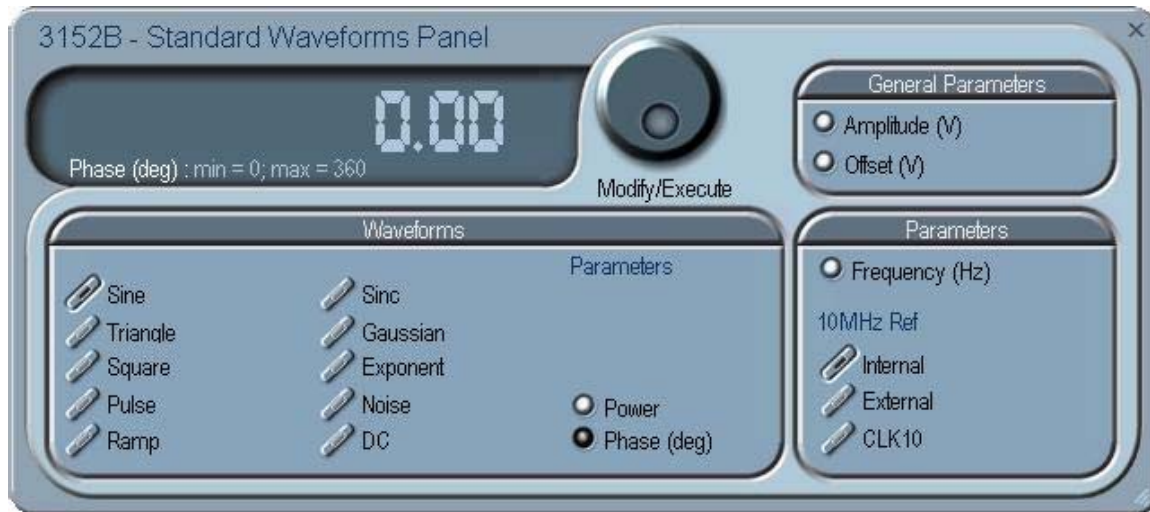 3152B - Standard Waveforms Panel
0.00
Phase (deg) : min = 0; max = 360
Modify/Execute
General Parameters
Amplitude (V)
Offset (V)
Waveforms
Sine
Triangle
Square
Pulse
Ramp
Sinc
Gaussian
Exponent
Noise
DC
Parameters
Power
Phase (deg)
Parameters
Frequency (Hz)
10MHz Ref
Internal
External
CLK10